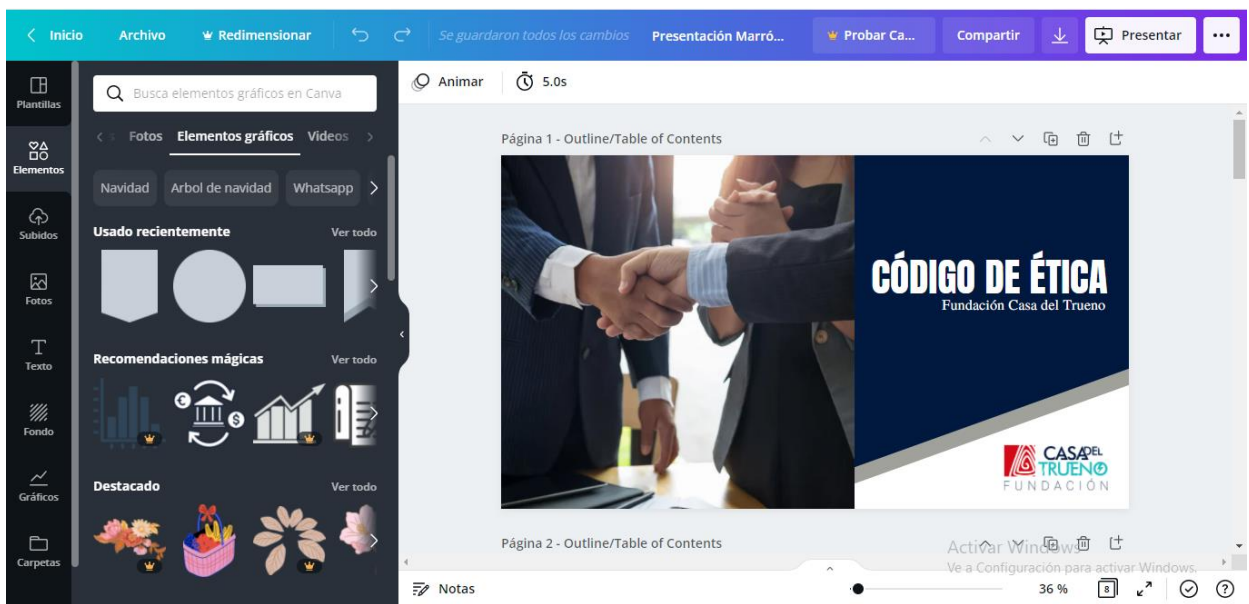 Inicio
Archivo
Redimensionar
Se guardaron todos los cambios
Presentación Marró...
Probar Ca...
Compartir
Presentar
Plantillas
Elementos
Subidos
Fotos
Texto
Fondo
Gráficos
Carpetas
Busca elementos gráficos en Canva
Fotos Elementos gráficos Videos
Navidad Arbol de navidad Whatsapp
Usado recientemente Ver todo
Recomendaciones mágicas Ver todo
Destacado Ver todo
Animar 5.0s
Página 1 - Outline/Table of Contents
CÓDIGO DE ÉTICA
Fundación Casa del Trueno
CASA DEL
TRUENO
FUNDACIÓN
Página 2 - Outline/Table of Contents
Activar Windows
Ve a Configuración para activar Windows.
Notas
36 %
8